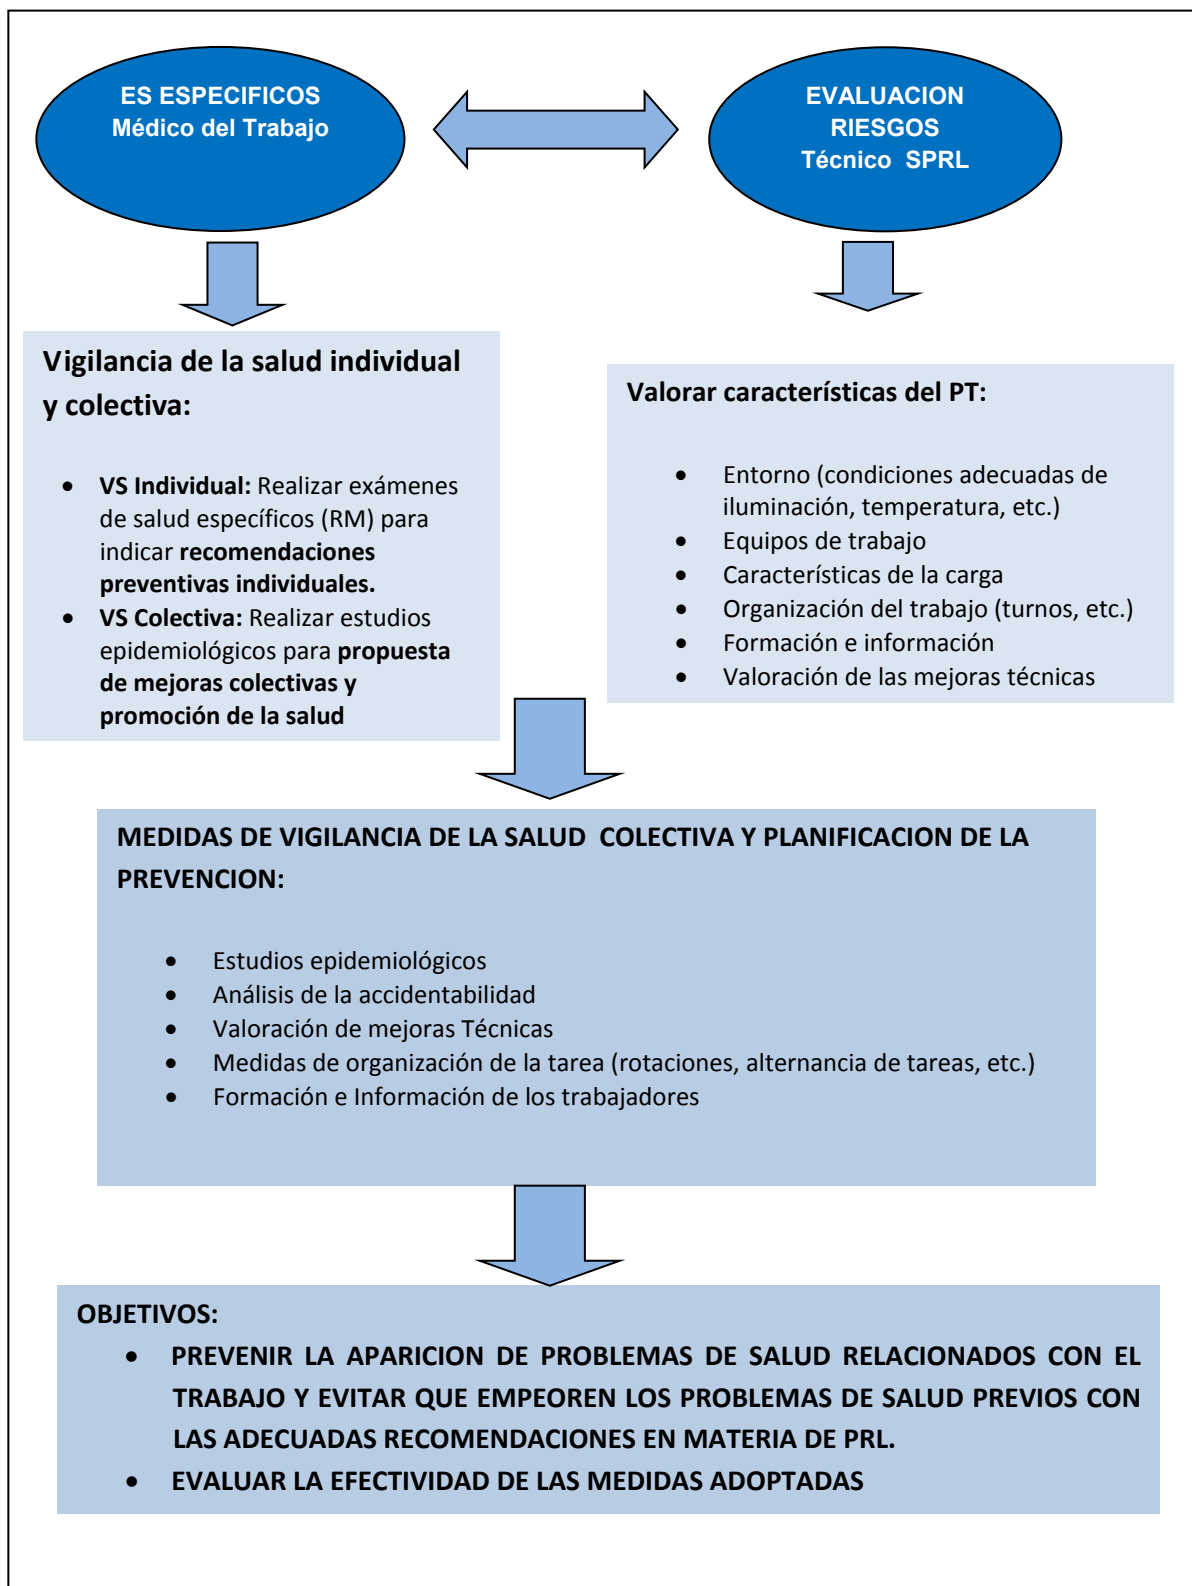 ES ESPECIFICOS
Médico del Trabajo
EVALUACION
RIESGOS
Técnico SPRL
Vigilancia de la salud individual
y colectiva:
• VS Individual: Realizar exámenes
de salud específicos (RM) para
indicar recomendaciones
preventivas individuales.
• VS Colectiva: Realizar estudios
epidemiológicos para propuesta
de mejoras colectivas y
promoción de la salud
Valorar características del PT:
• Entorno (condiciones adecuadas de
iluminación, temperatura, etc.)
• Equipos de trabajo
• Características de la carga
• Organización del trabajo (turnos, etc.)
• Formación e información
• Valoración de las mejoras técnicas
MEDIDAS DE VIGILANCIA DE LA SALUD COLECTIVA Y PLANIFICACION DE LA
PREVENCION:
• Estudios epidemiológicos
• Análisis de la accidentabilidad
• Valoración de mejoras Técnicas
• Medidas de organización de la tarea (rotaciones, alternancia de tareas, etc.)
• Formación e Información de los trabajadores
OBJETIVOS:
• PREVENIR LA APARICION DE PROBLEMAS DE SALUD RELACIONADOS CON EL
TRABAJO Y EVITAR QUE EMPEOREN LOS PROBLEMAS DE SALUD PREVIOS CON
LAS ADECUADAS RECOMENDACIONES EN MATERIA DE PRL.
• EVALUAR LA EFECTIVIDAD DE LAS MEDIDAS ADOPTADAS